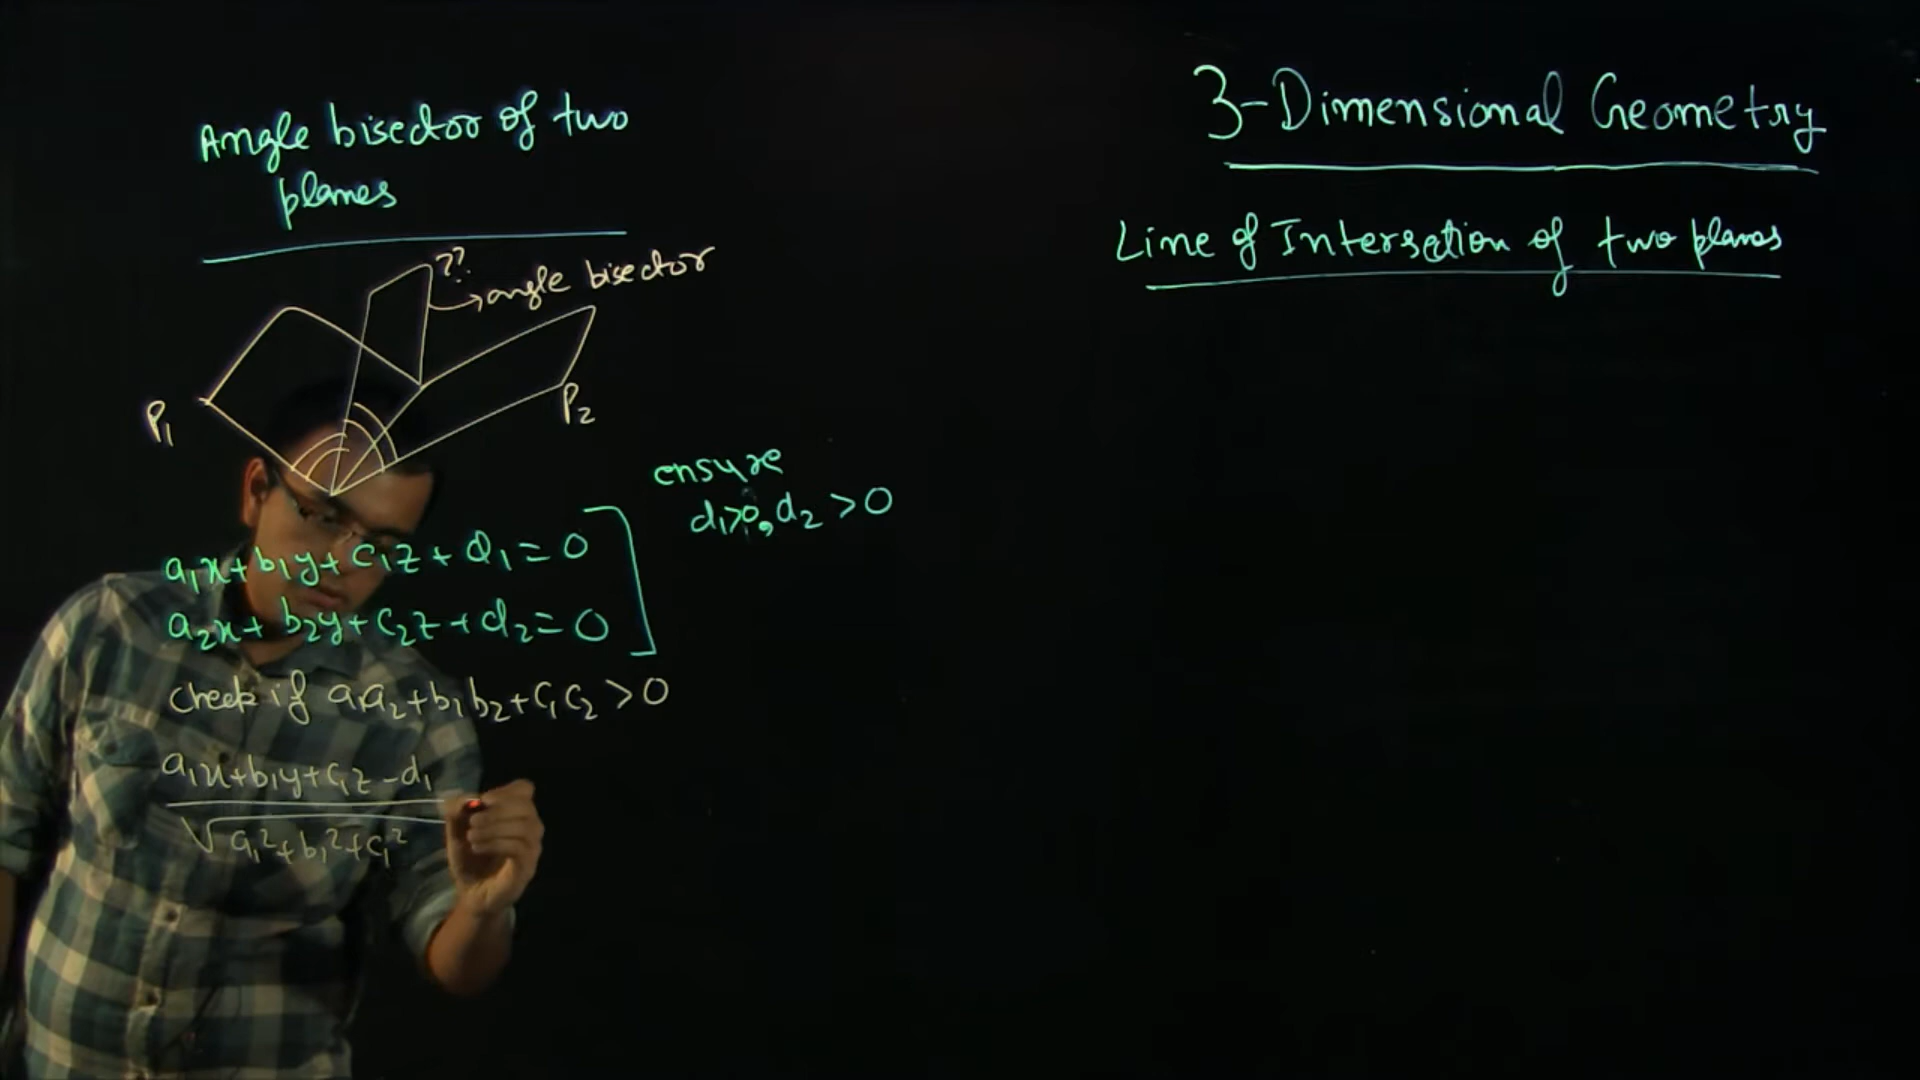 Angle bisector of two
planes
??
→ angle bisector
P₁
P₂
ensure
d₁>0, d₂ >0
a₁x+b₁y+c₁z+d₁=0
a₂x+b₂y+c₂z+d₂=0
Check if a₁a₂+b₁b₂+c₁c₂ >0
a₁x+b₁y+c₁z-d₁
√a₁²+b₁²+c₁²
3-Dimensional Geometry
Line of Intersection of two planes